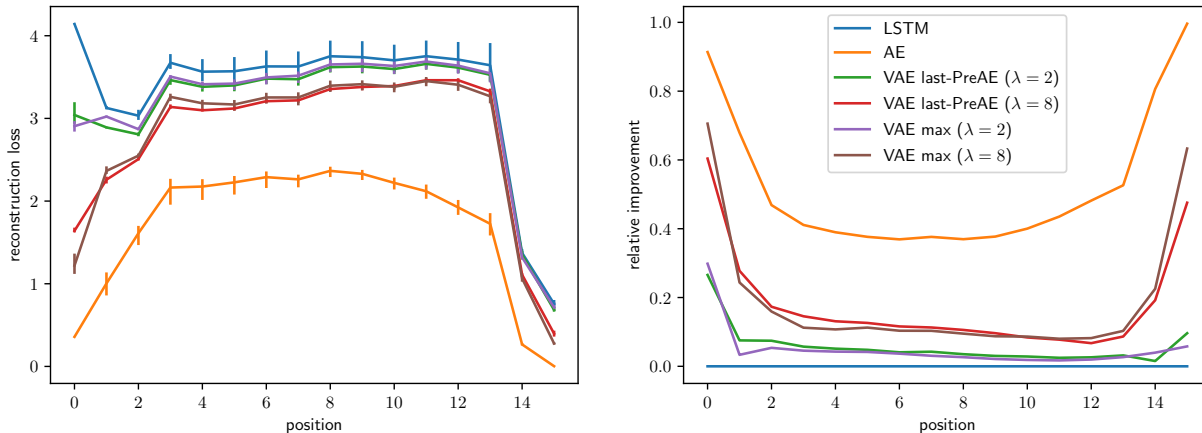 4
3
2
1
0
reconstruction loss
0 2 4 6 8 10 12 14
position
1.0
0.8
0.6
0.4
0.2
0.0
relative improvement
LSTM
AE
VAE last-PreAE (λ = 2)
VAE last-PreAE (λ = 8)
VAE max (λ = 2)
VAE max (λ = 8)
0 2 4 6 8 10 12 14
position